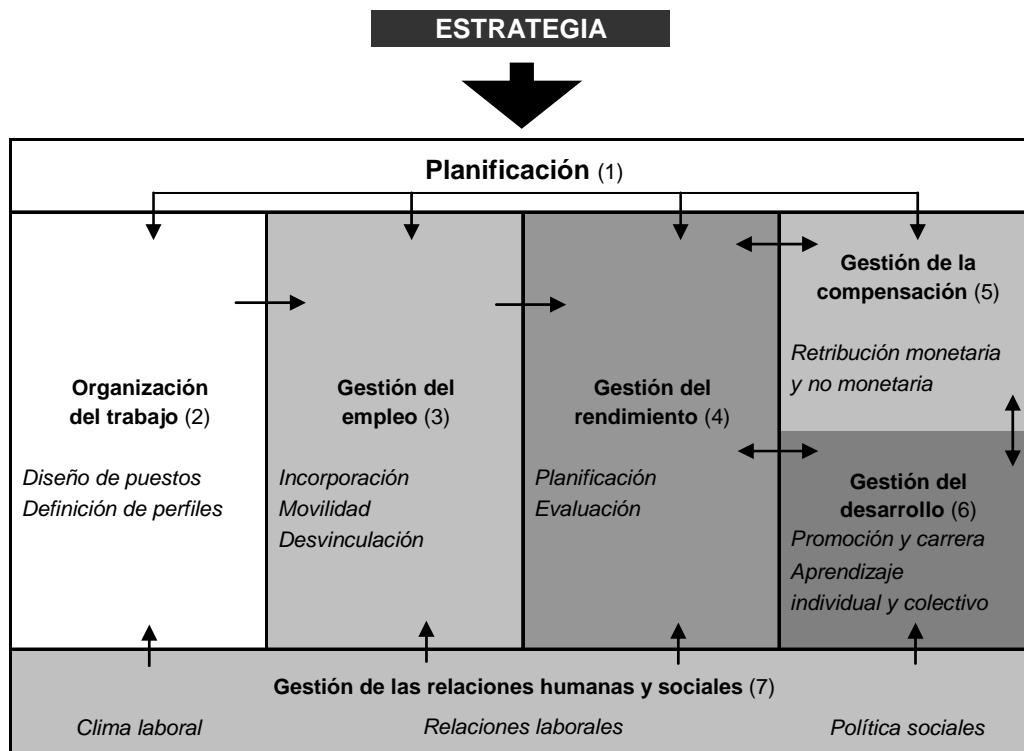 ESTRATEGIA
Planificación (1)
Organización
del trabajo (2)
Diseño de puestos
Definición de perfiles
Gestión del
empleo (3)
Incorporación
Movilidad
Desvinculación
Gestión del
rendimiento (4)
Planificación
Evaluación
Gestión de la
compensación (5)
Retribución monetaria
y no monetaria
Gestión del
desarrollo (6)
Promoción y carrera
Aprendizaje
individual y colectivo
Gestión de las relaciones humanas y sociales (7)
Clima laboral
Relaciones laborales
Política sociales